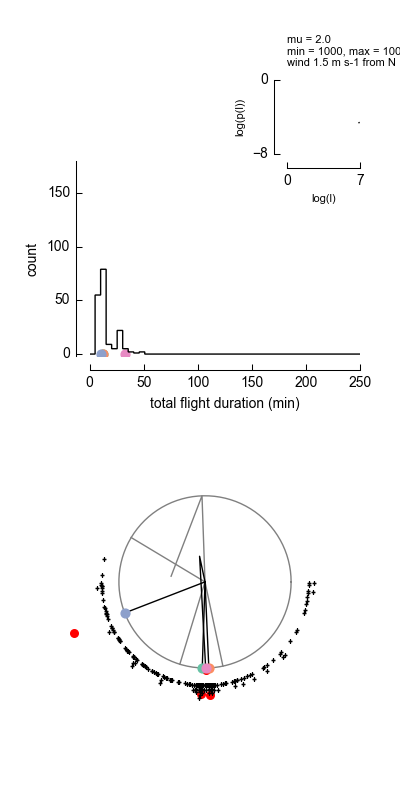 mu = 2.0
min = 1000, max = 100
wind 1.5 m s-1 from N
0
log(p(l))
−8
0
7
log(l)
150
100
50
0
count
0
50
100
150
200
250
total flight duration (min)